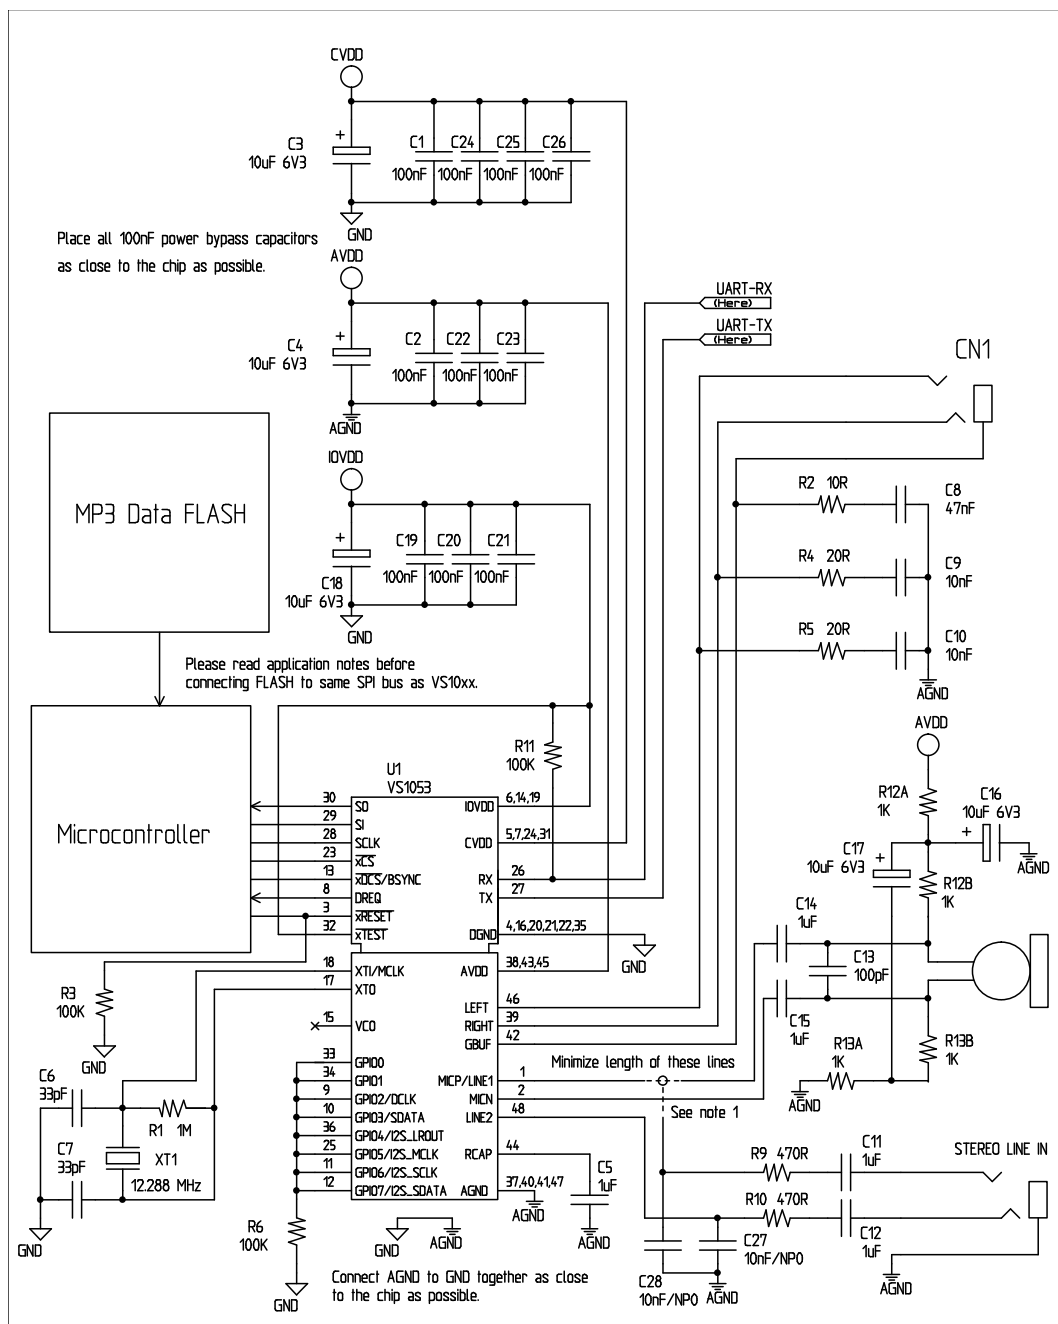 CVDD
C3
10uF 6V3
+
C1
C24
C25
C26
100nF
100nF
100nF
100nF
GND
Place all 100nF power bypass capacitors
as close to the chip as possible.
AVDD
C4
10uF 6V3
+
C2
C22
C23
100nF
100nF
100nF
AGND
UART-RX
(Here)
UART-TX
(Here)
CN1
IOVDD
+
C18
10uF 6V3
C19
C20
C21
100nF
100nF
100nF
GND
MP3 Data FLASH
R2 10R
C8
47nF
R4 20R
C9
10nF
R5 20R
C10
10nF
AGND
Please read application notes before
connecting FLASH to same SPI bus as VS10xx.
Microcontroller
R11
100K
U1
VS1053
30 SO
29 SI
28 SCLK
23 xCS
13 xDCS/BSYNC
8 DREQ
3 xRESET
32 xTEST
18 XTI/MCLK
17 XTO
15 VCO
33 GPIO0
34 GPIO1
9 GPIO2/DCLK
10 GPIO3/SDATA
36 GPIO4/I2S_LROUT
25 GPIO5/I2S_MCLK
11 GPIO6/I2S_SCLK
12 GPIO7/I2S_SDATA
IOVDD 6,14,19
CVDD 5,7,24,31
RX 26
TX 27
DGND 4,16,20,21,22,35
GND
AVDD 38,43,45
LEFT 46
RIGHT 39
GBUF 42
MICP/LINE1 1
MICN 2
LINE2 48
RCAP 44
AGND 37,40,41,47
AGND
AVDD
R12A
1K
C16
10uF 6V3
+
AGND
C17
10uF 6V3
+
R12B
1K
C14
1uF
C13
100pF
C15
1uF
R13A
1K
R13B
1K
AGND
Minimize length of these lines
See note 1
R3
100K
GND
C6
33pF
R1 1M
C7
33pF
XT1
12.288 MHz
GND
R6
100K
GND
GND
AGND
Connect AGND to GND together as close
to the chip as possible.
C5
1uF
AGND
R9 470R
C11
1uF
STEREO LINE IN
R10 470R
C12
1uF
C27
10nF/NP0
C28
10nF/NP0
AGND
AGND